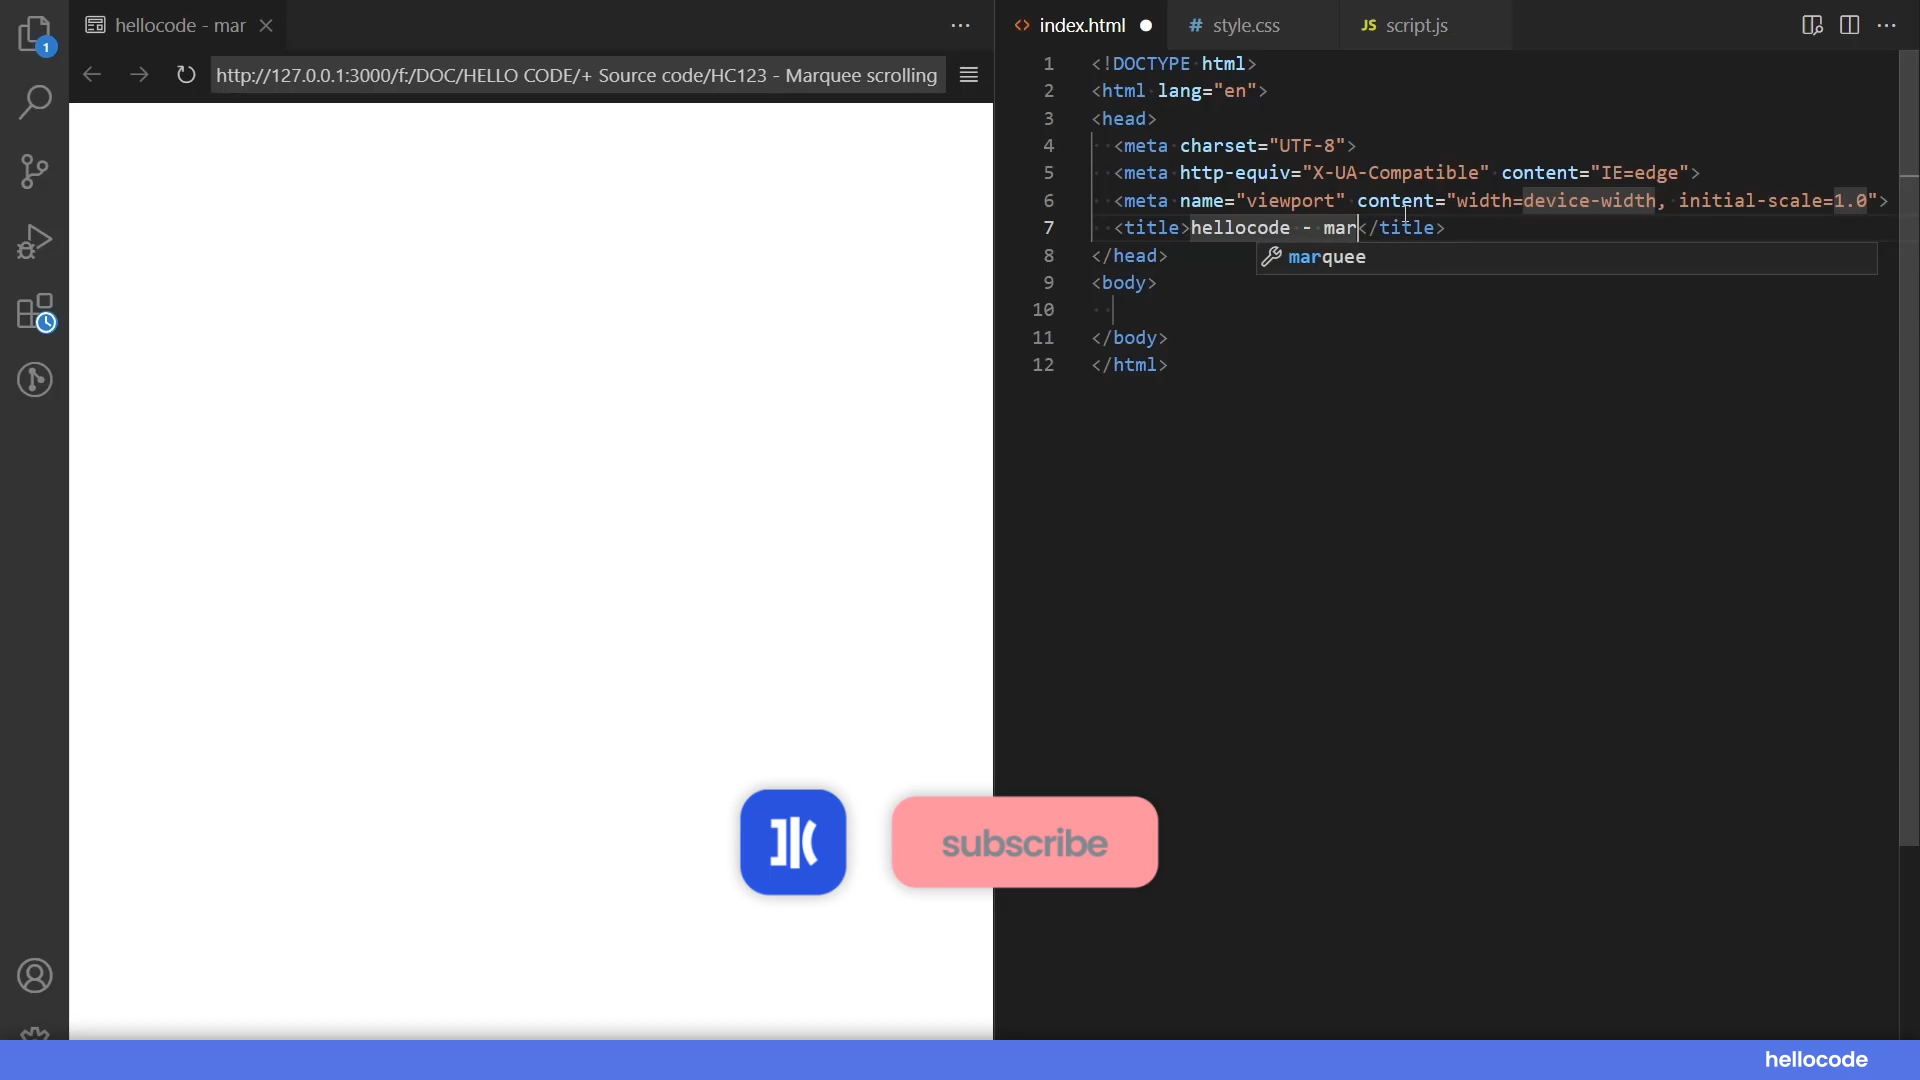 1
hellocode - mar
http://127.0.0.1:3000/f:/DOC/HELLO CODE/+ Source code/HC123 - Marquee scrolling
index.html
# style.css
JS script.js
1 <!DOCTYPE html>
2 <html lang="en">
3 <head>
4 <meta charset="UTF-8">
5 <meta http-equiv="X-UA-Compatible" content="IE=edge">
6 <meta name="viewport" content="width=device-width, initial-scale=1.0">
7 <title>hellocode - mar</title>
marquee
8 </head>
9 <body>
10
11 </body>
12 </html>
subscribe
hellocode